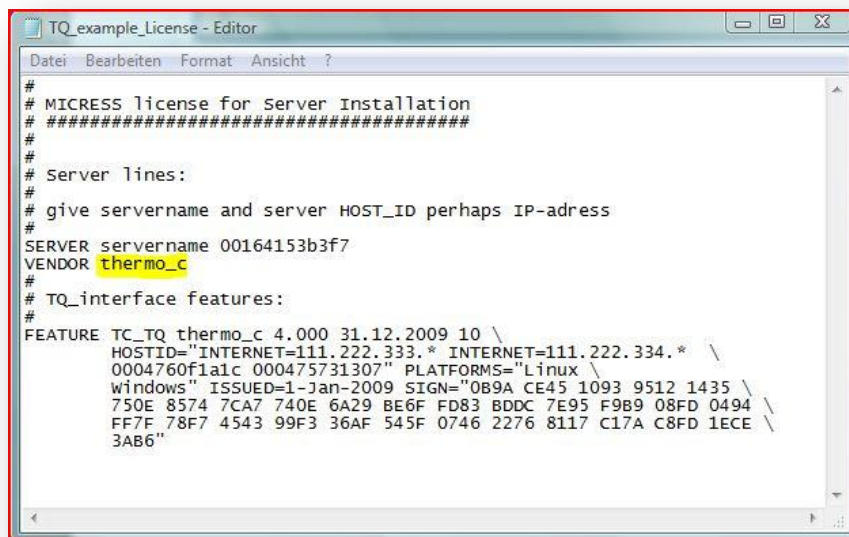 TQ_example_License - Editor
Datei Bearbeiten Format Ansicht ?
#
# MICRESS license for Server Installation
# #######################################
#
#
# Server lines:
#
# give servername and server HOST_ID perhaps IP-adress
#
SERVER servername 00164153b3f7
VENDOR thermo_c
#
# TQ_interface features:
#
FEATURE TC_TQ thermo_c 4.000 31.12.2009 10 \
HOSTID="INTERNET=111.222.333.* INTERNET=111.222.334.* \
0004760f1a1c 000475731307" PLATFORMS="Linux \
Windows" ISSUED=1-Jan-2009 SIGN="0B9A CE45 1093 9512 1435 \
750E 8574 7CA7 740E 6A29 BE6F FD83 BDDC 7E95 F9B9 08FD 0494 \
FF7F 78F7 4543 99F3 36AF 545F 0746 2276 8117 C17A C8FD 1ECE \
3AB6"